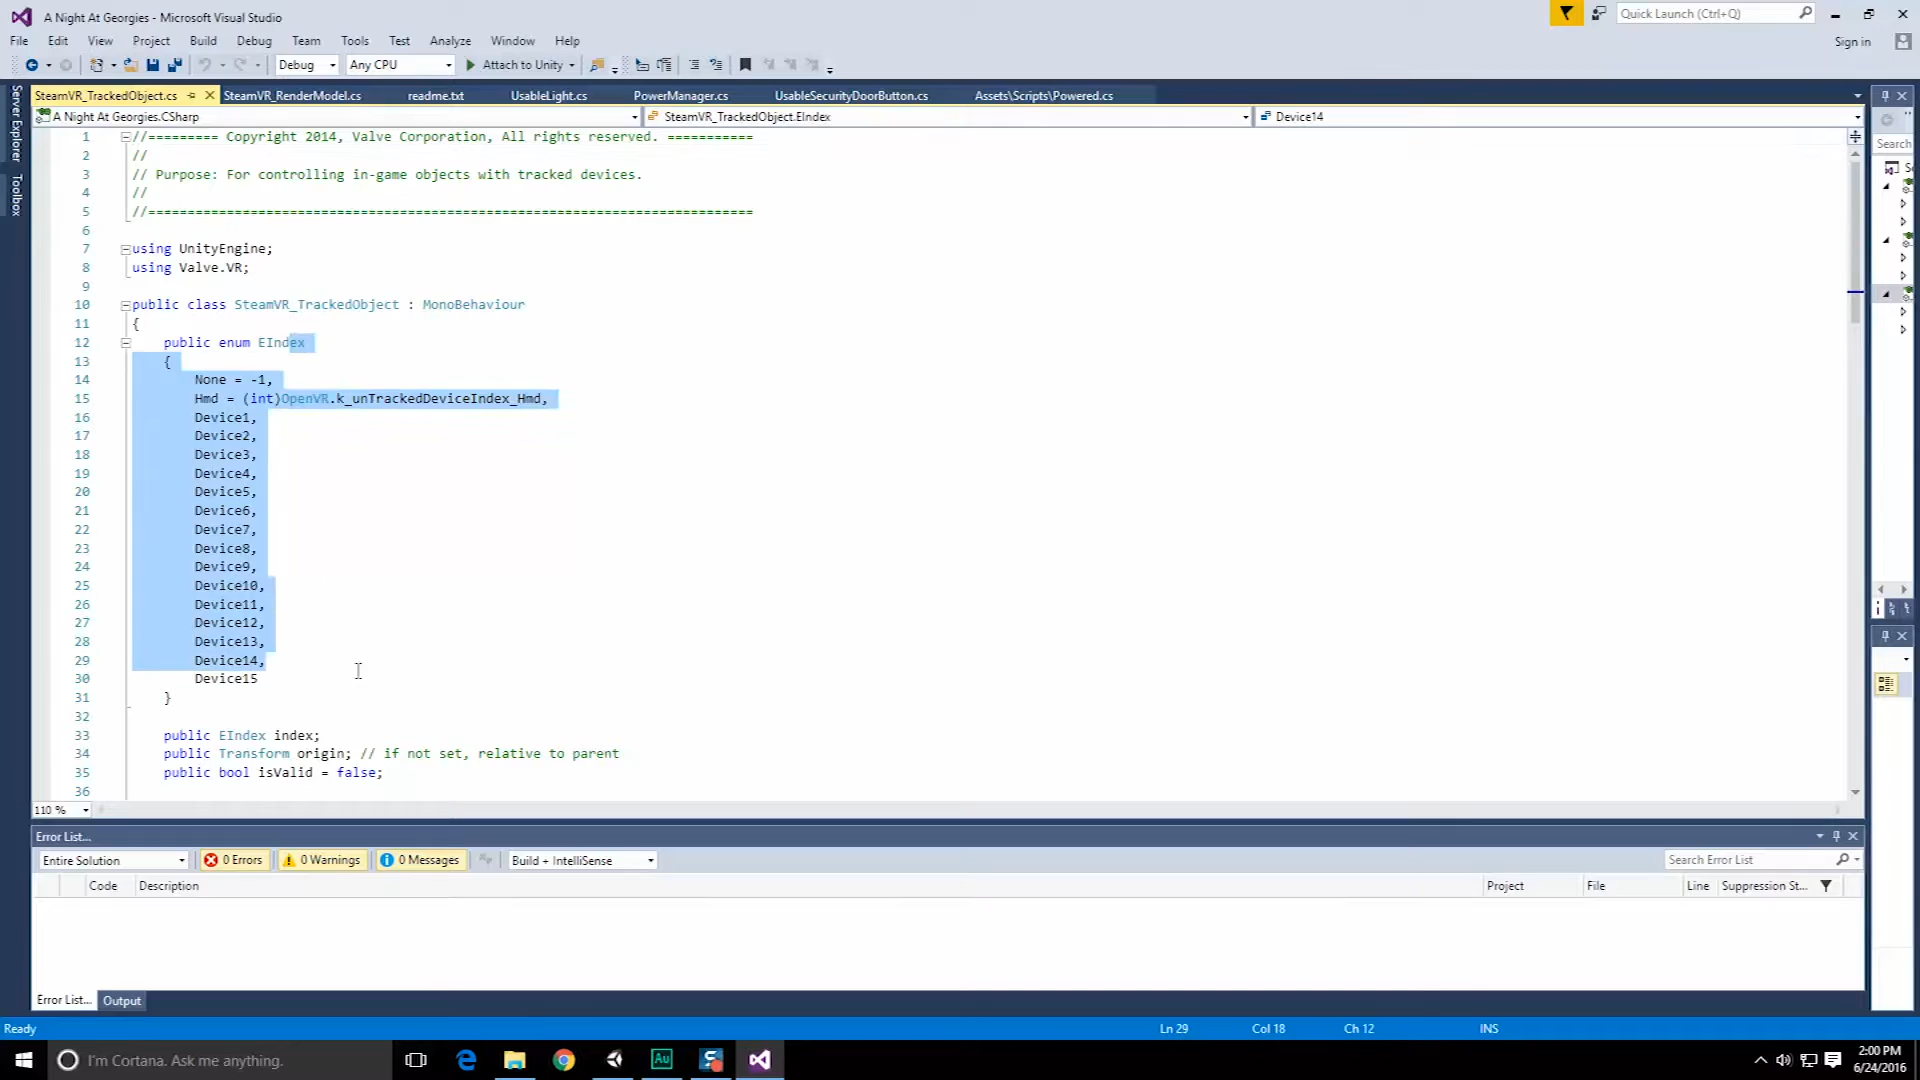 A Night At Georgies - Microsoft Visual Studio
Quick Launch (Ctrl+Q)
File Edit View Project Build Debug Team Tools Test Analyze Window Help
Sign in
Debug Any CPU Attach to Unity
SteamVR_TrackedObject.cs SteamVR_RenderModel.cs readme.txt UsableLight.cs PowerManager.cs UsableSecurityDoorButton.cs Assets\Scripts\Powered.cs
A Night At Georgies.CSharp SteamVR_TrackedObject.EIndex Device14
Server Explorer
Toolbox
Search
1 //========= Copyright 2014, Valve Corporation, All rights reserved. ===========
2 //
3 // Purpose: For controlling in-game objects with tracked devices.
4 //
5 //=============================================================================
6
7 using UnityEngine;
8 using Valve.VR;
9
10 public class SteamVR_TrackedObject : MonoBehaviour
11 {
12 public enum EIndex
13 {
14 None = -1,
15 Hmd = (int)OpenVR.k_unTrackedDeviceIndex_Hmd,
16 Device1,
17 Device2,
18 Device3,
19 Device4,
20 Device5,
21 Device6,
22 Device7,
23 Device8,
24 Device9,
25 Device10,
26 Device11,
27 Device12,
28 Device13,
29 Device14,
30 Device15
31 }
32
33 public EIndex index;
34 public Transform origin; // if not set, relative to parent
35 public bool isValid = false;
36
110 %
Error List...
Entire Solution 0 Errors 0 Warnings 0 Messages Build + IntelliSense Search Error List
Code Description Project File Line Suppression St...
Error List... Output
Ready Ln 29 Col 18 Ch 12 INS
I'm Cortana. Ask me anything.
Au
2:00 PM
6/24/2016